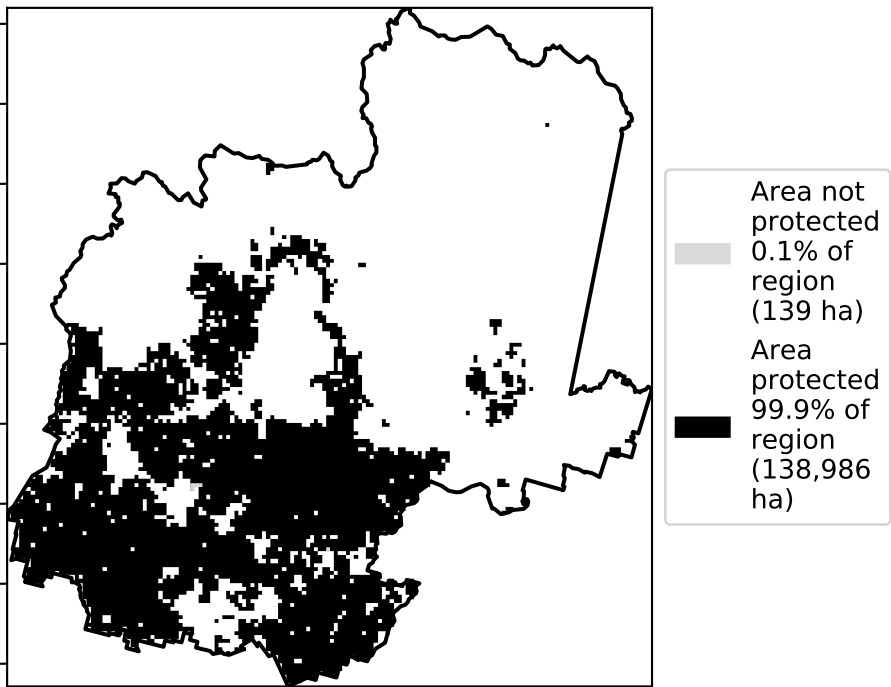 Area not
protected
0.1% of
region
(139 ha)
Area
protected
99.9% of
region
(138,986
ha)